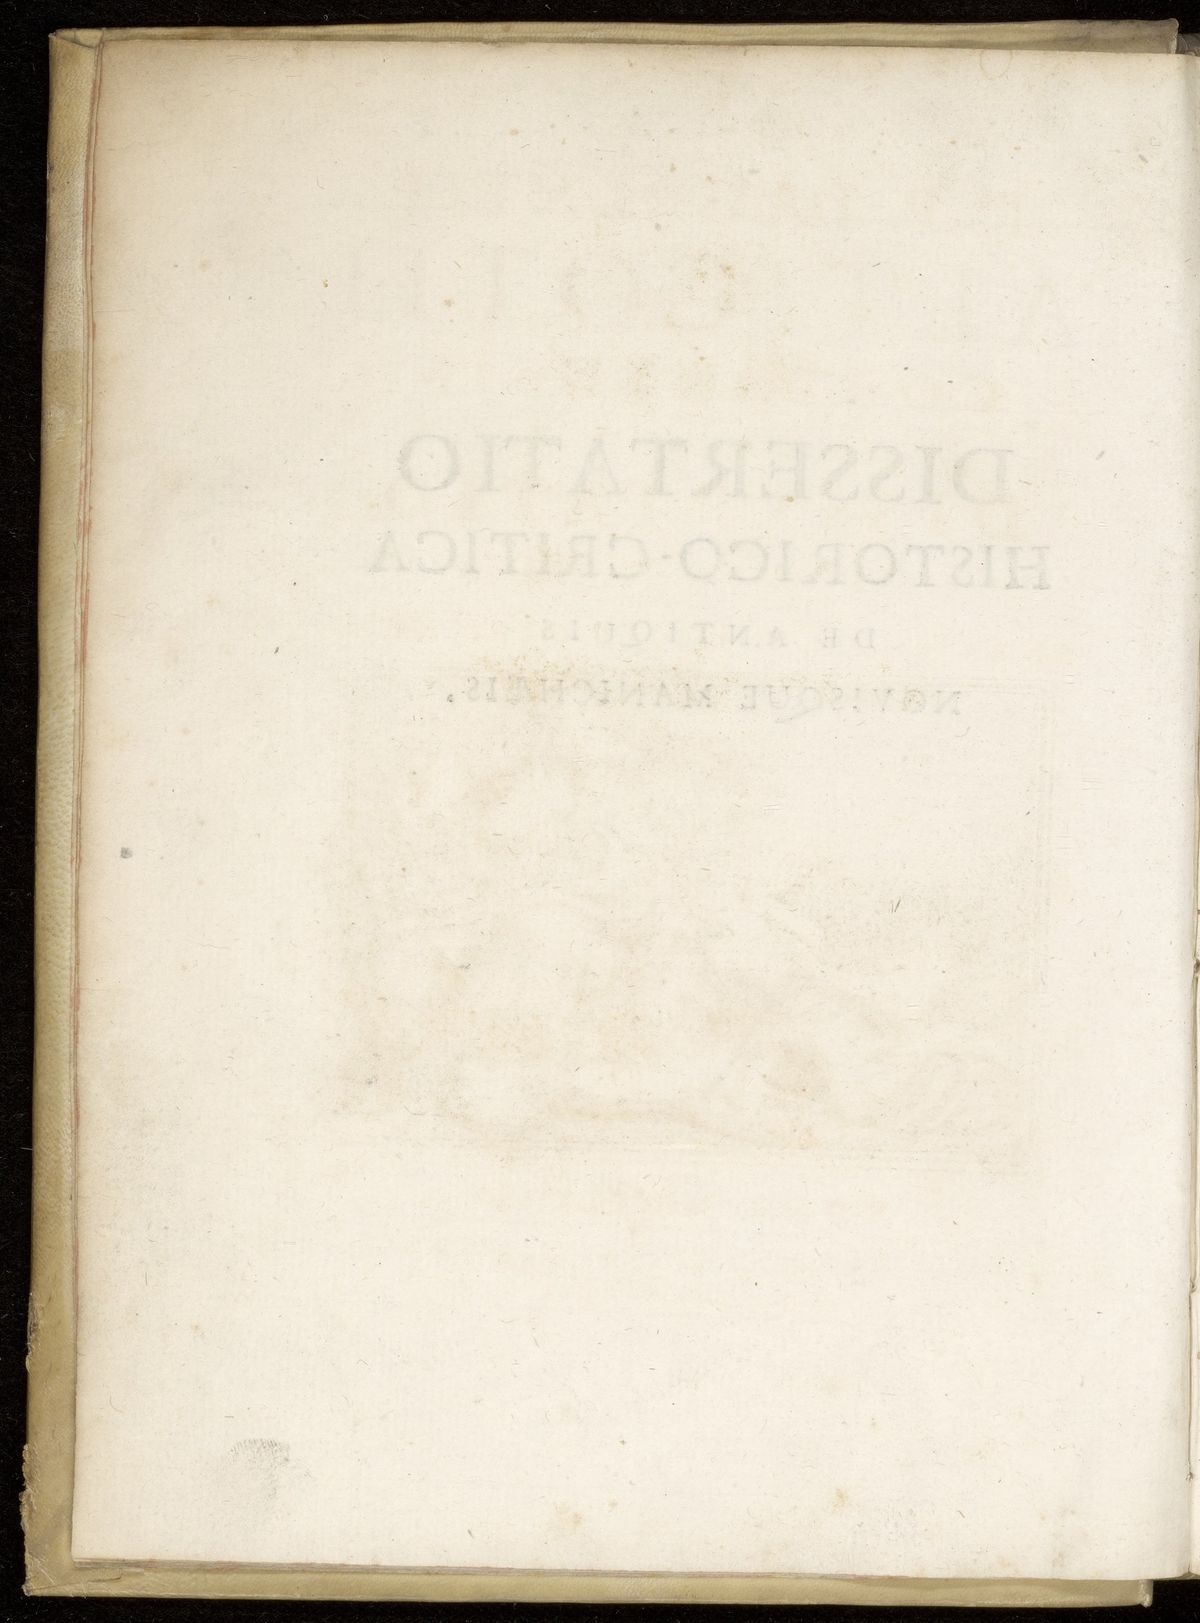 DISSERTATIO
HISTORICO-CRITICA
DE ANTIQUIS
NOVISQUE MANICHÆIS.